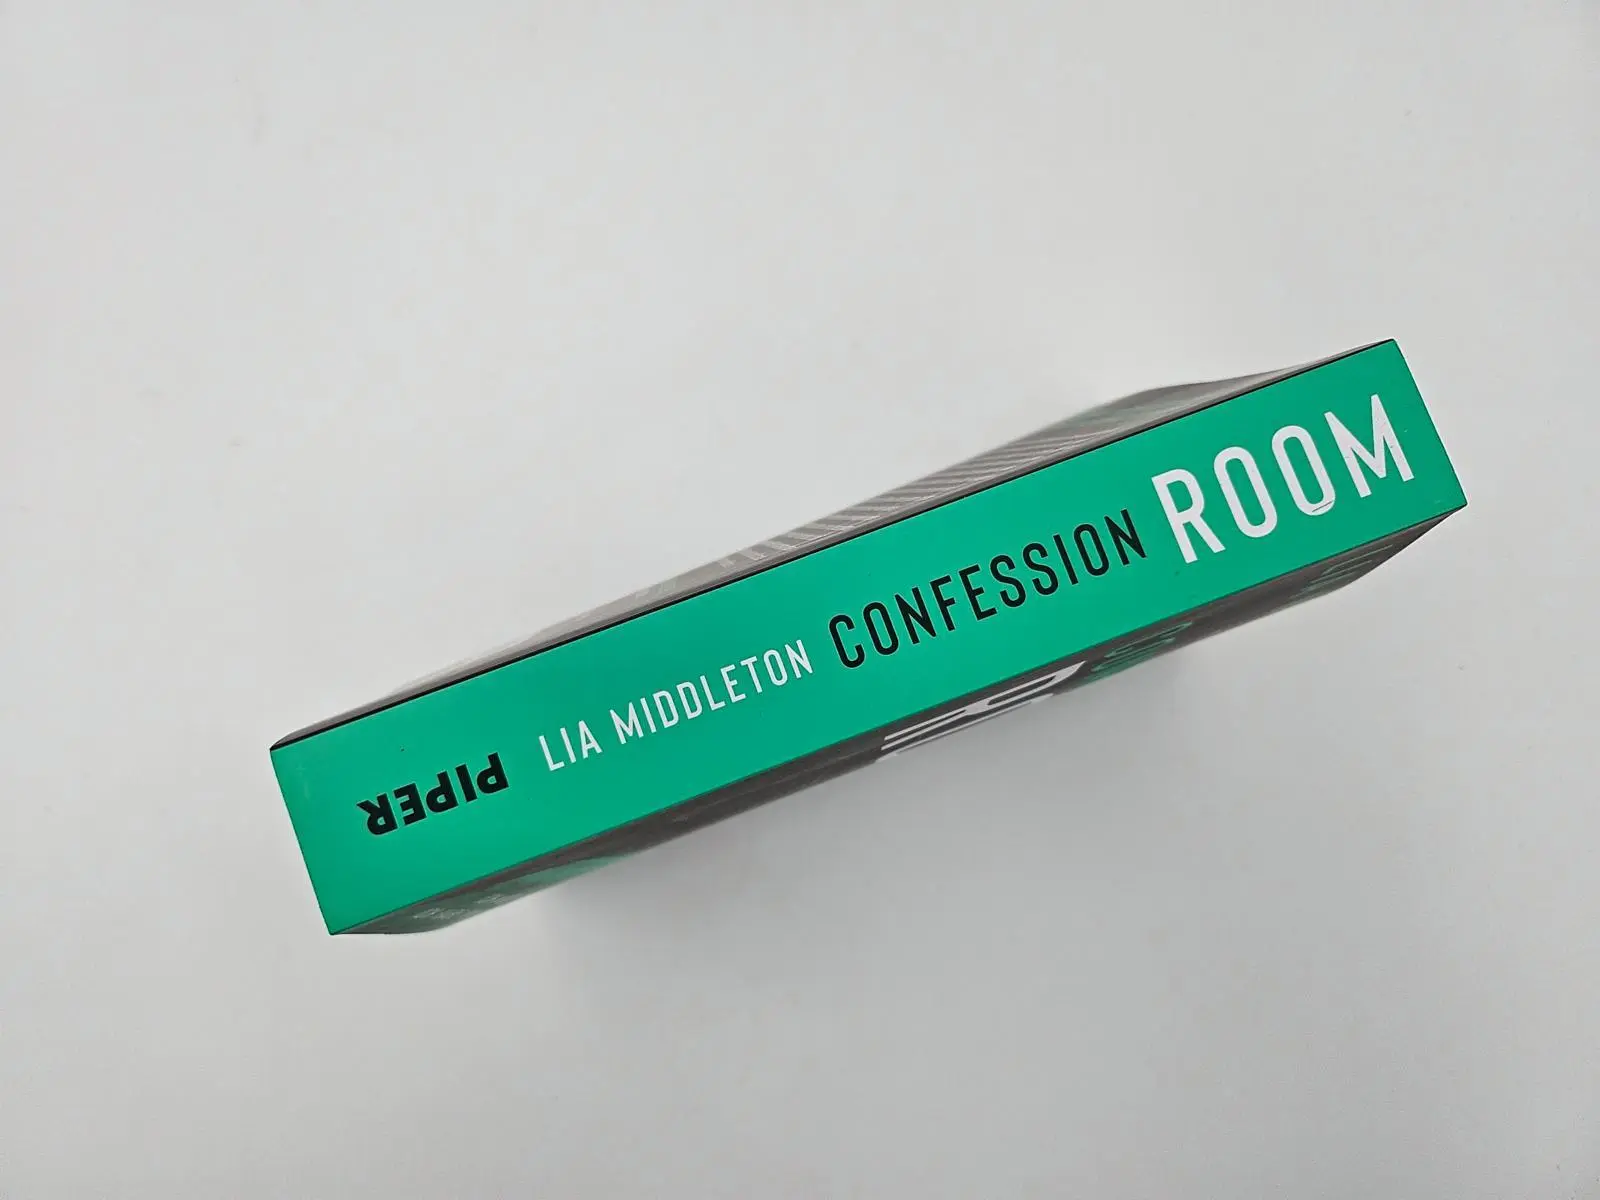 PIPER
LIA MIDDLETON
CONFESSION
ROOM